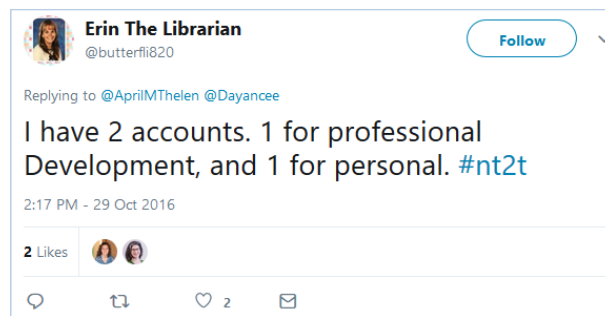 Erin The Librarian
@butterfli820
Follow
Replying to @AprilMThelen @Dayancee
I have 2 accounts. 1 for professional
Development, and 1 for personal. #nt2t
2:17 PM - 29 Oct 2016
2 Likes
2